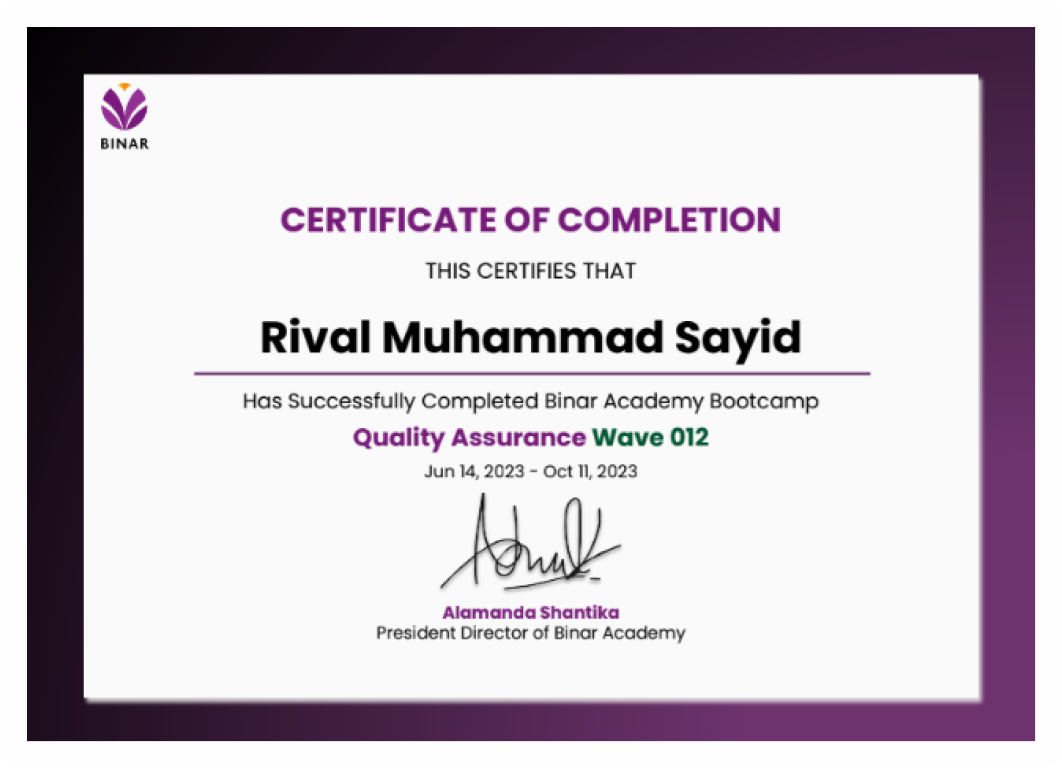 BINAR
CERTIFICATE OF COMPLETION
THIS CERTIFIES THAT
Rival Muhammad Sayid
Has Successfully Completed Binar Academy Bootcamp
Quality Assurance Wave 012
Jun 14, 2023 - Oct 11, 2023
Alamanda Shantika
President Director of Binar Academy